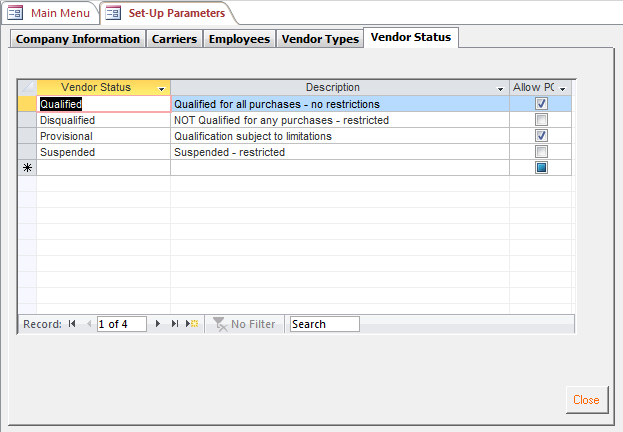 Main Menu Set-Up Parameters
Company Information Carriers Employees Vendor Types Vendor Status
Vendor Status Description Allow PO
Qualified Qualified for all purchases - no restrictions
Disqualified NOT Qualified for any purchases - restricted
Provisional Qualification subject to limitations
Suspended Suspended - restricted
Record: 1 of 4 No Filter Search
Close